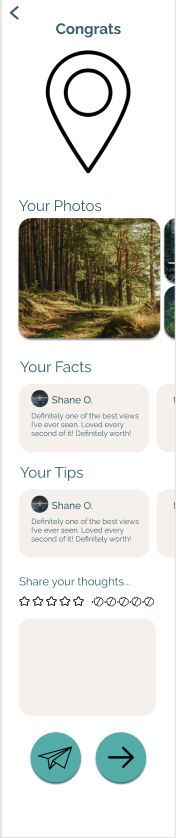 Congrats
Your Photos
Your Facts
Shane O.
Definitely one of the best views
I've ever seen. Loved every
second of it! Definitely worth!
Your Tips
Shane O.
Definitely one of the best views
I've ever seen. Loved every
second of it! Definitely worth!
Share your thoughts...